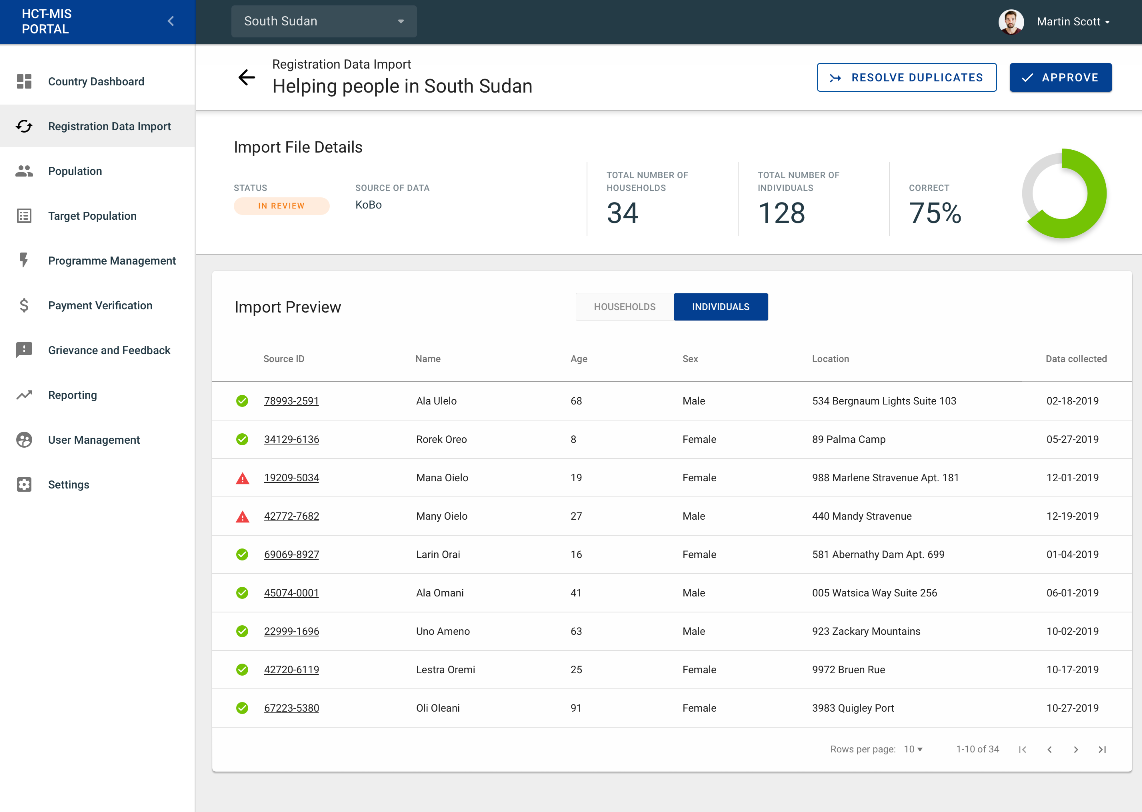 HCT-MIS
PORTAL
South Sudan
Martin Scott
Country Dashboard
Registration Data Import
Population
Target Population
Programme Management
Payment Verification
Grievance and Feedback
Reporting
User Management
Settings
Registration Data Import
Helping people in South Sudan
RESOLVE DUPLICATES
APPROVE
Import File Details
STATUS
IN REVIEW
SOURCE OF DATA
KoBo
TOTAL NUMBER OF
HOUSEHOLDS
34
TOTAL NUMBER OF
INDIVIDUALS
128
CORRECT
75%
Import Preview
HOUSEHOLDS INDIVIDUALS
Source ID Name Age Sex Location Data collected
78993-2591 Ala Ulelo 68 Male 534 Bergnaum Lights Suite 103 02-18-2019
34129-6136 Rorek Oreo 8 Female 89 Palma Camp 05-27-2019
19209-5034 Mana Oielo 19 Female 988 Marlene Stravenue Apt. 181 12-01-2019
42772-7682 Many Oielo 27 Male 440 Mandy Stravenue 12-19-2019
69069-8927 Larin Orai 16 Female 581 Abernathy Dam Apt. 699 01-04-2019
45074-0001 Ala Omani 41 Male 005 Watsica Way Suite 256 06-01-2019
22999-1696 Uno Ameno 63 Male 923 Zackary Mountains 10-02-2019
42720-6119 Lestra Oremi 25 Female 9972 Bruen Rue 10-17-2019
67223-5380 Oli Oleani 91 Female 3983 Quigley Port 10-27-2019
Rows per page: 10 1-10 of 34